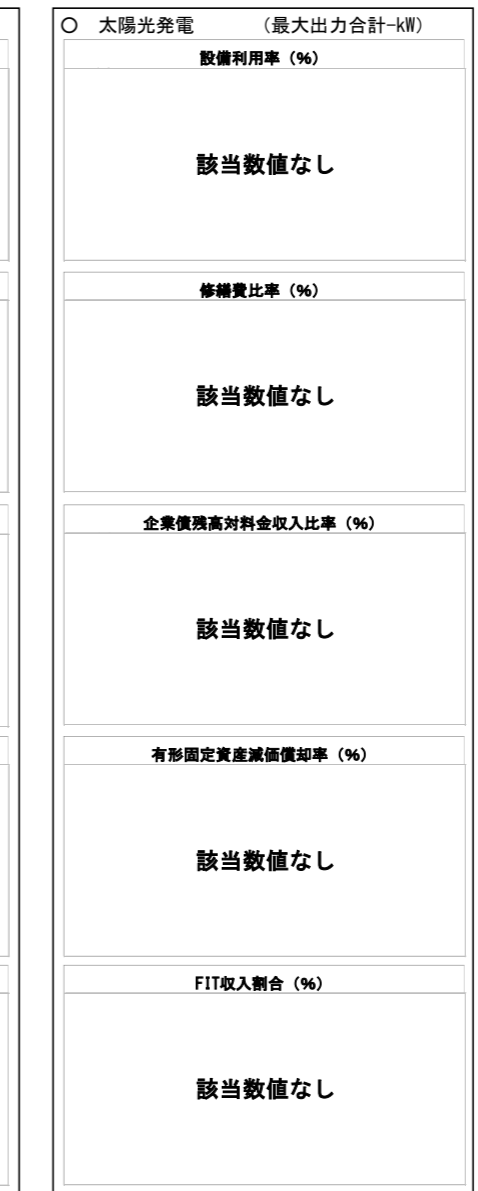 ○ 太陽光発電 （最大出力合計-kW）
設備利用率（%）
該当数値なし
修繕費比率（%）
該当数値なし
企業債残高対料金収入比率（%）
該当数値なし
有形固定資産減価償却率（%）
該当数値なし
FIT収入割合（%）
該当数値なし